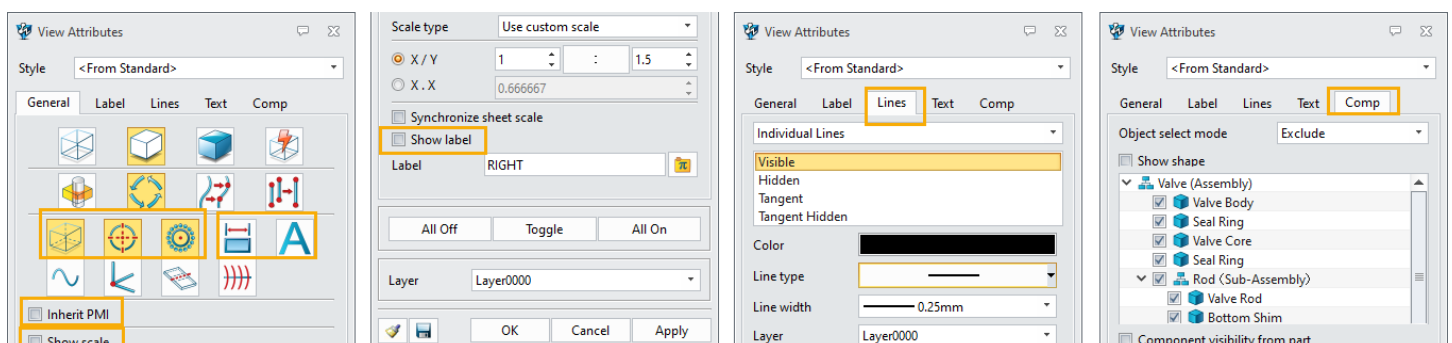 View Attributes
Style <From Standard>
General Label Lines Text Comp
A
Inherit PMI
Show scale
Scale type Use custom scale
X / Y 1 : 1.5
X . X 0.666667
Synchronize sheet scale
Show label
Label RIGHT π
All Off Toggle All On
Layer Layer0000
OK Cancel Apply
View Attributes
Style <From Standard>
General Label Lines Text Comp
Individual Lines
Visible
Hidden
Tangent
Tangent Hidden
Color
Line type
Line width 0.25mm
Layer Layer0000
View Attributes
Style <From Standard>
General Label Lines Text Comp
Object select mode Exclude
Show shape
Valve (Assembly)
Valve Body
Seal Ring
Valve Core
Seal Ring
Rod (Sub-Assembly)
Valve Rod
Bottom Shim
Component visibility from part